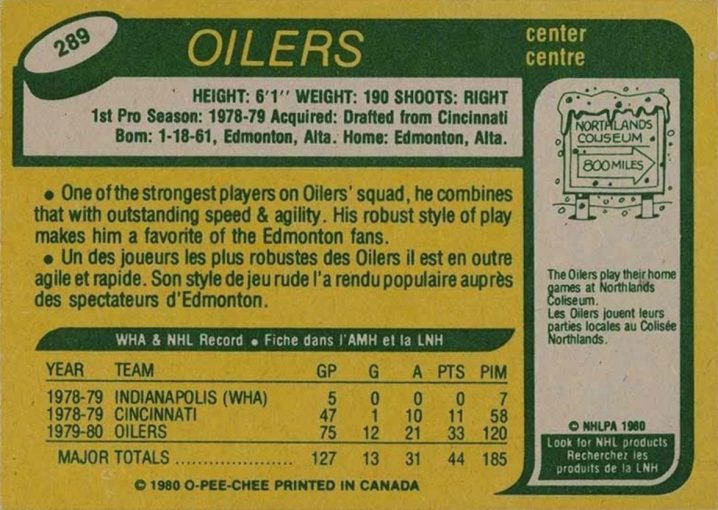 289
OILERS
center
centre
HEIGHT: 6'1'' WEIGHT: 190 SHOOTS: RIGHT
1st Pro Season: 1978-79 Acquired: Drafted from Cincinnati
Born: 1-18-61, Edmonton, Alta. Home: Edmonton, Alta.
NORTHLANDS
COLISEUM
800 MILES
• One of the strongest players on Oilers' squad, he combines
that with outstanding speed & agility. His robust style of play
makes him a favorite of the Edmonton fans.
• Un des joueurs les plus robustes des Oilers il est en outre
agile et rapide. Son style de jeu rude l'a rendu populaire auprès
des spectateurs d'Edmonton.
The Oilers play their home
games at Northlands
Coliseum.
Les Oilers jouent leurs
parties locales au Colisée
Northlands.
WHA & NHL Record • Fiche dans l'AMH et la LNH
YEAR TEAM GP G A PTS PIM
1978-79 INDIANAPOLIS (WHA) 5 0 0 0 7
1978-79 CINCINNATI 47 1 10 11 58
1979-80 OILERS 75 12 21 33 120
MAJOR TOTALS .................... 127 13 31 44 185
© 1980 O-PEE-CHEE PRINTED IN CANADA
© NHLPA 1980
Look for NHL products
Recherchez les
produits de la LNH